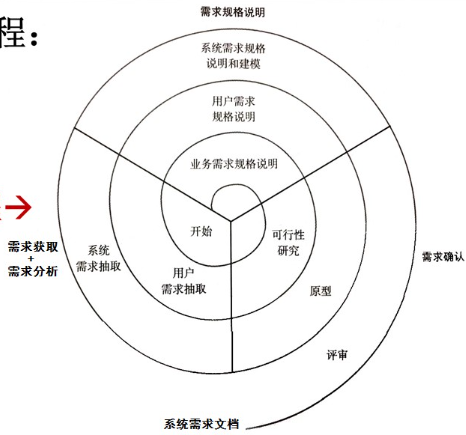 程：
需求规格说明
系统需求规格
说明和建模
用户需求
规格说明
业务需求规格说明
开始
可行性
研究
需求获取
+
需求分析
系统
需求抽取
用户
需求抽取
原型
需求确认
评审
系统需求文档